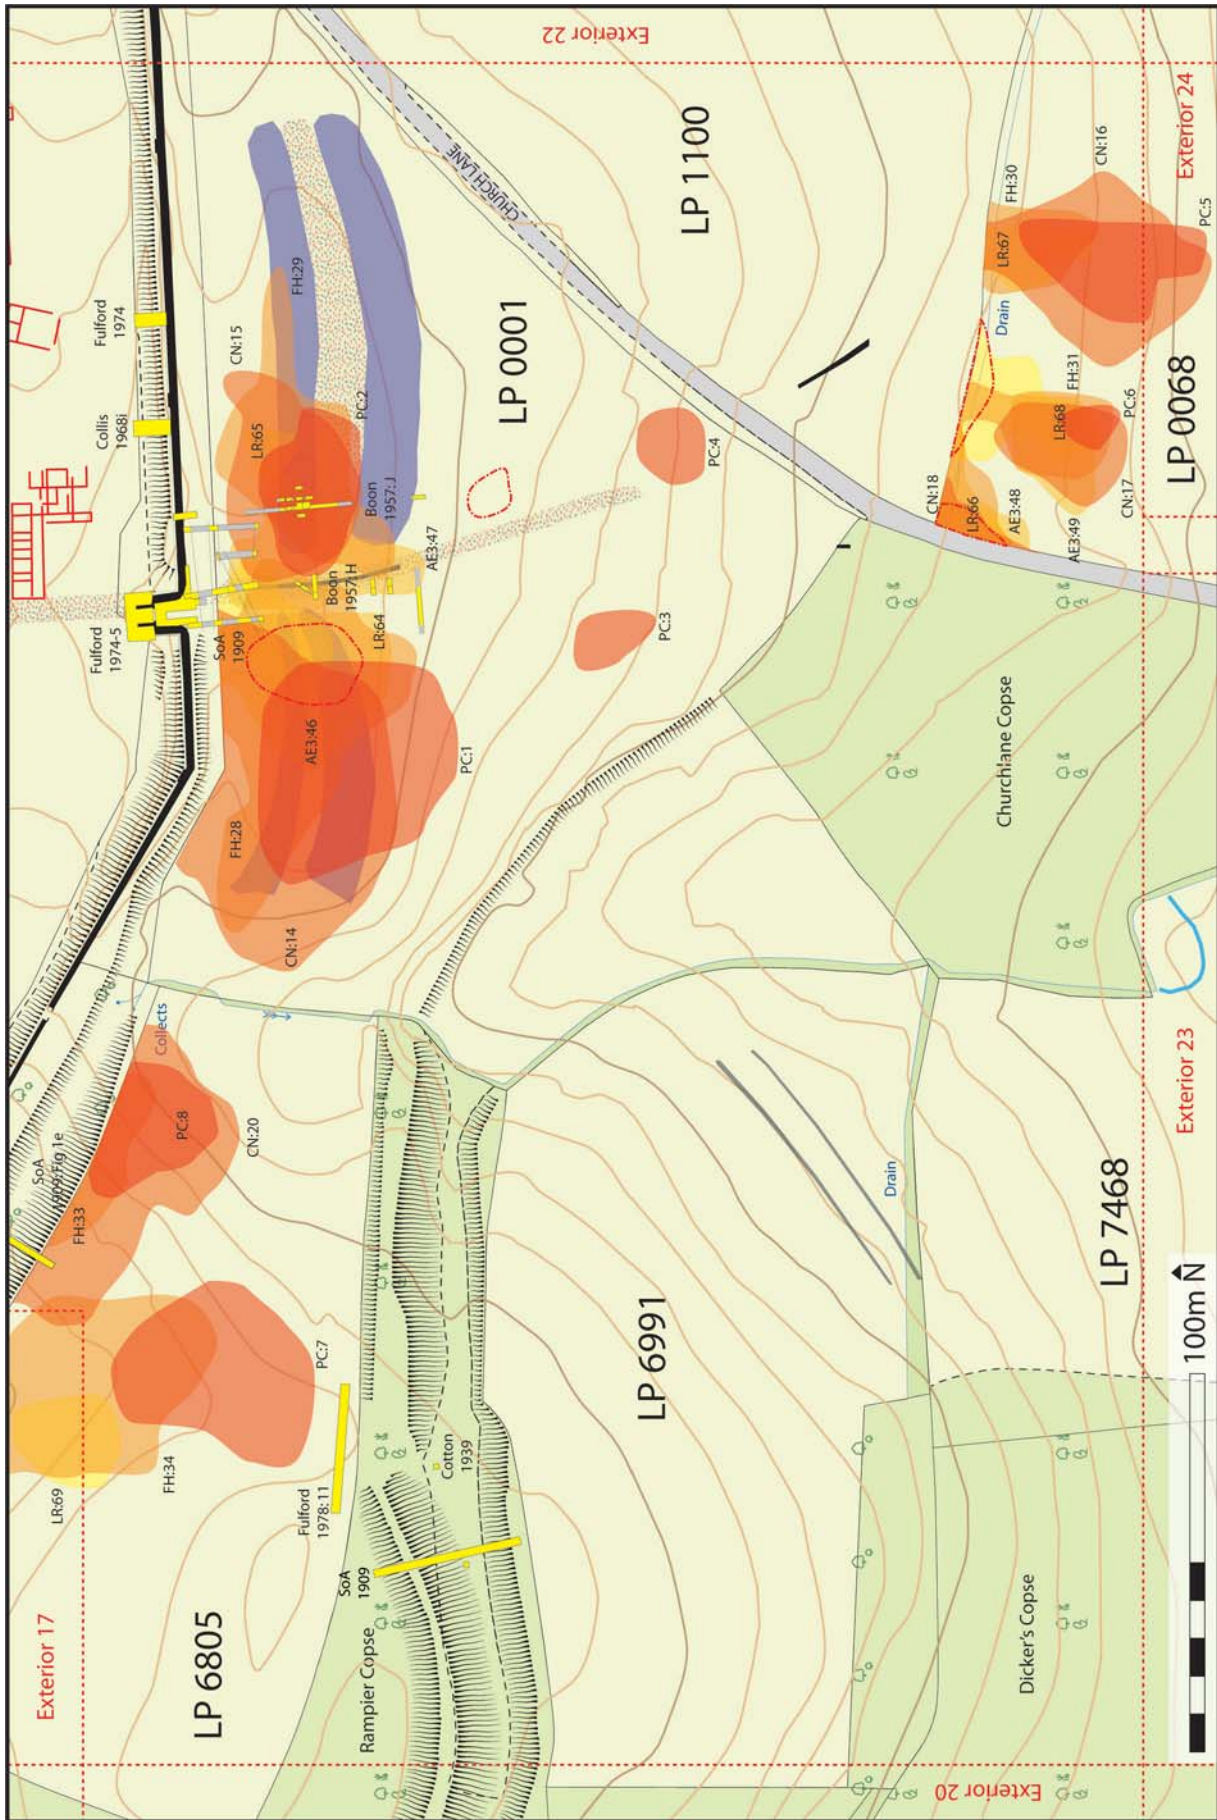 Exterior 17
LP 6805
LR:69
FH:34
PC:7
FH:33
SoA
1909: Fig 1e
PC:8
CN:20
Collects
Fulford
1978: 11
SoA
1909
Cotton
1939
Rampier Copse
LP 6991
Drain
Dicker's Copse
Exterior 20
LP 7468
Exterior 23
100m N
Fulford
1974-5
Collis
1968i
Fulford
1974
SoA
1909
FH:28
CN:14
AE3:46
PC:1
LR:64
Boon
1957: H
AE3:47
Boon
1957: J
LR:65
CN:15
FH:29
PC:2
LP 0001
PC:3
PC:4
CHURCH LANE
LP 1100
Exterior 22
Churchlane Copse
CN:18
LR:66
AE3:48
AE3:49
Drain
LR:67
FH:30
CN:16
FH:31
LR:68
PC:6
CN:17
PC:5
LP 0068
Exterior 24